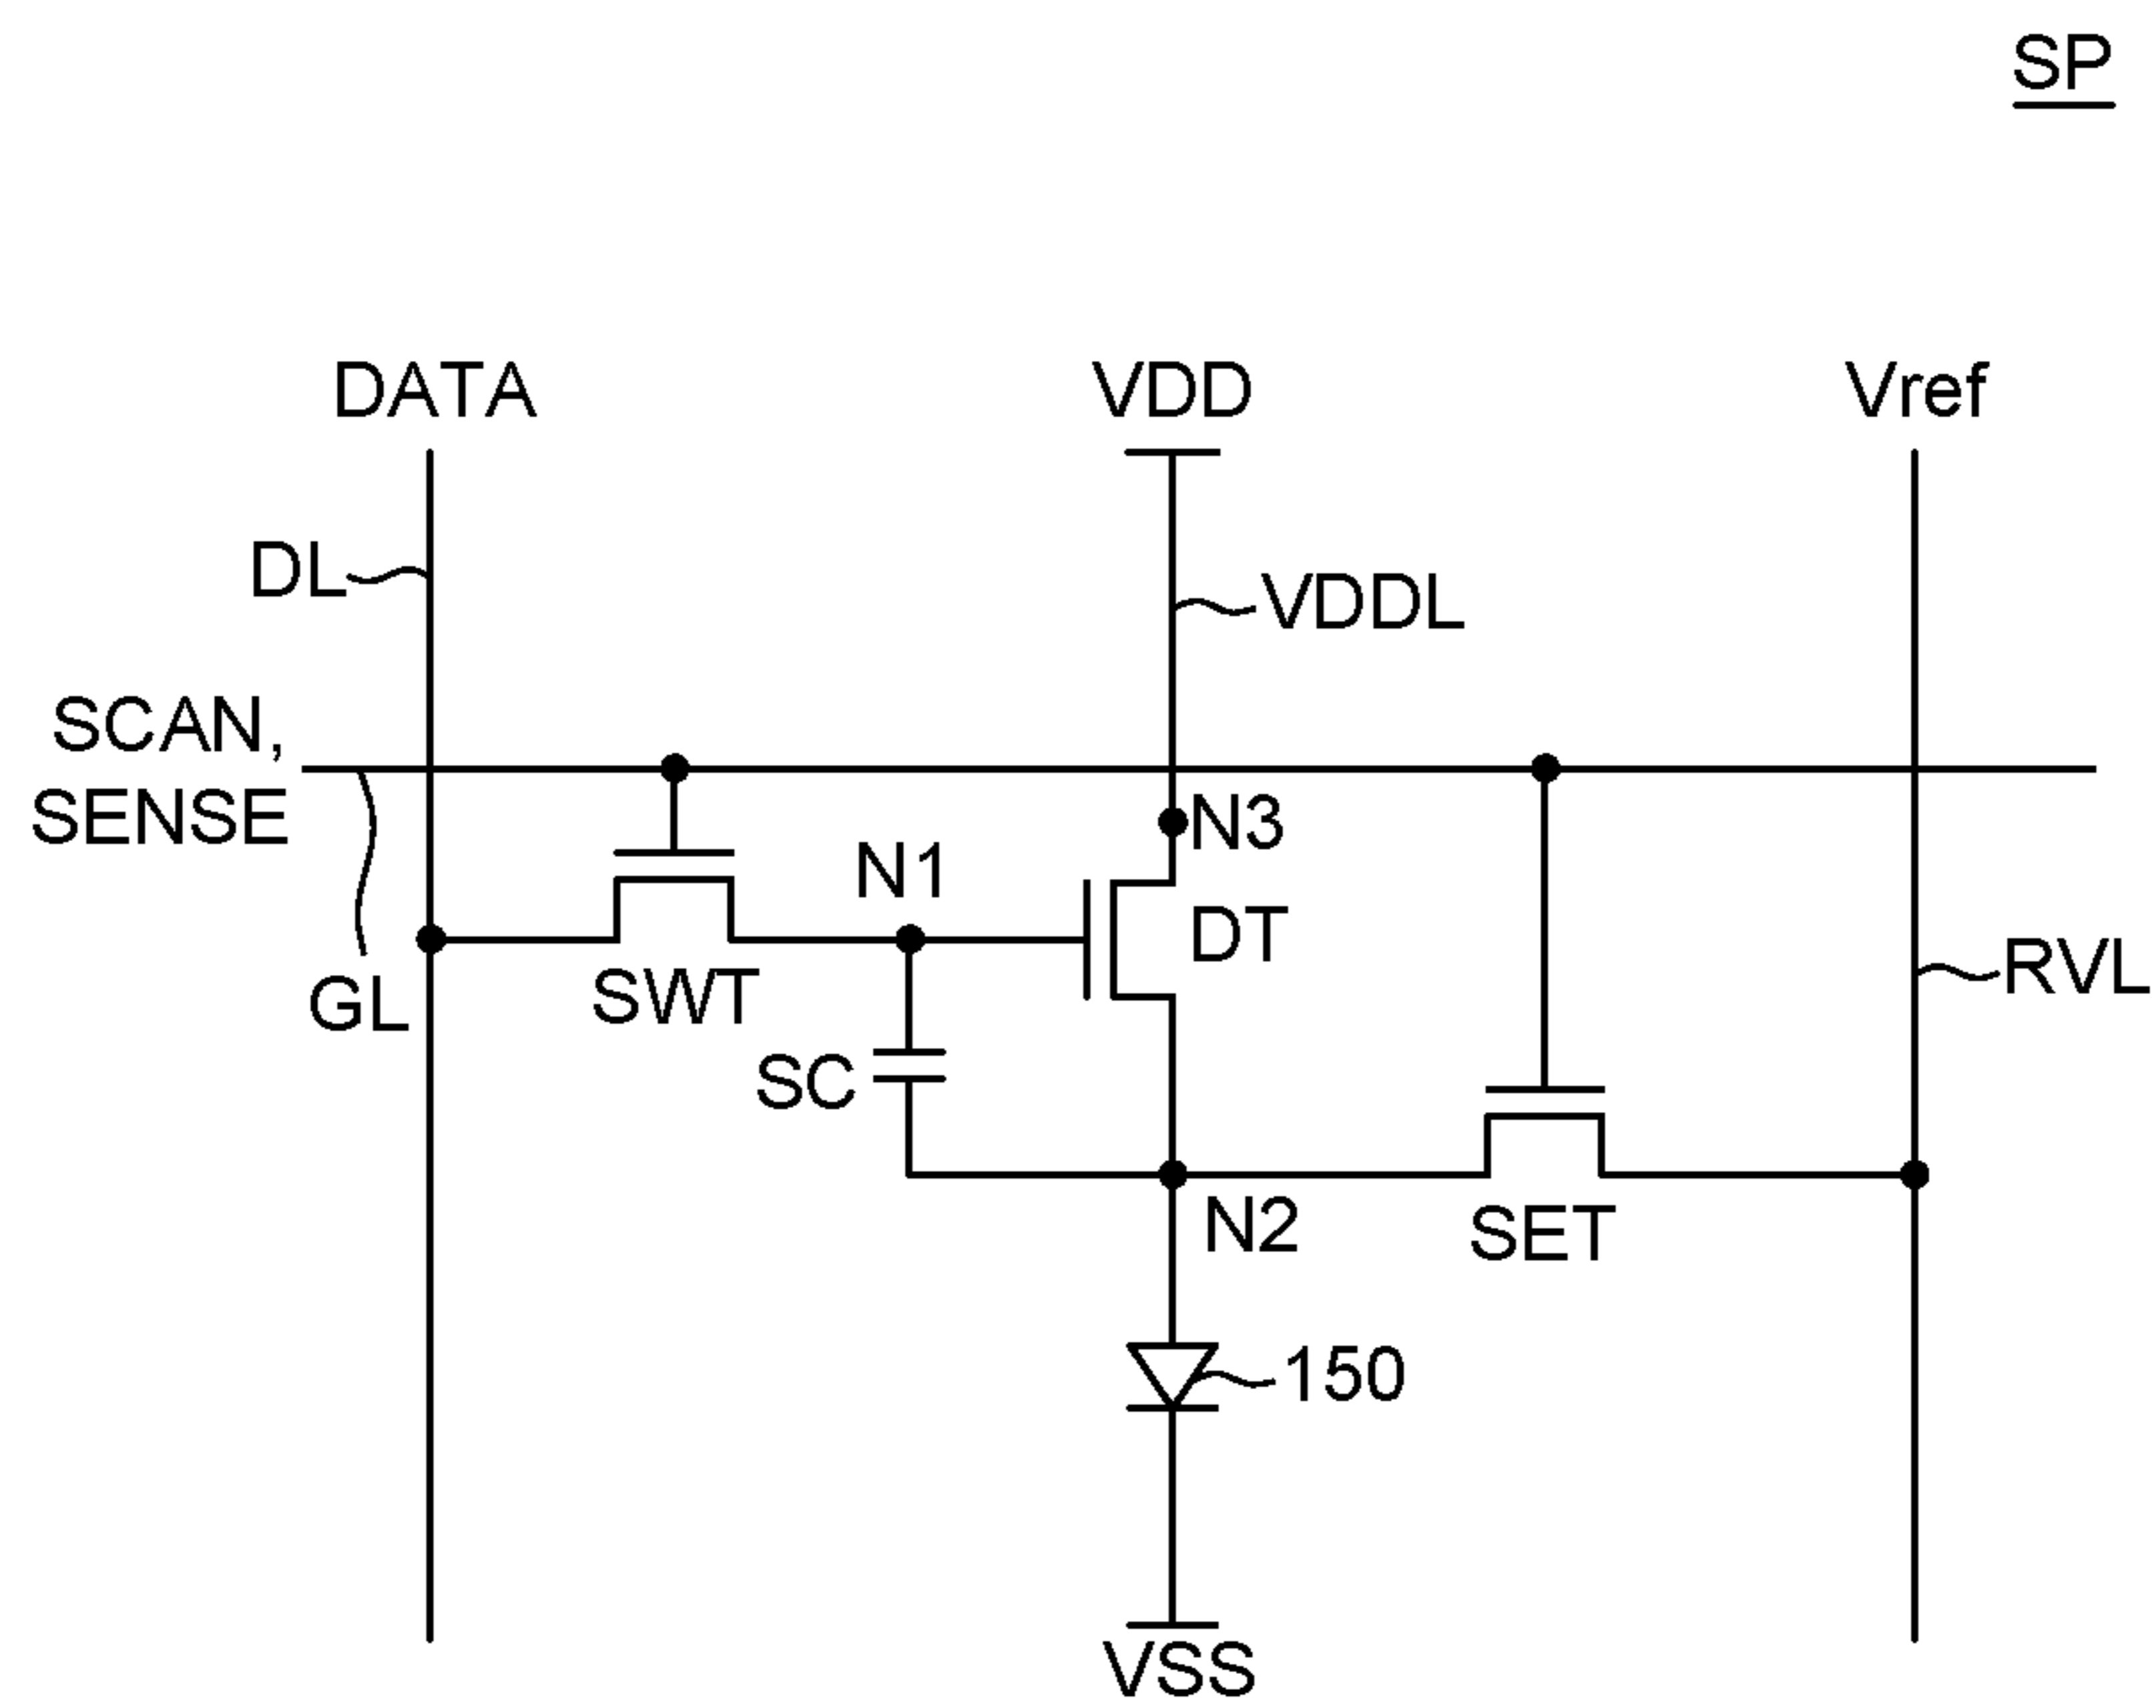 SP
DATA
VDD
Vref
DL
VDDL
SCAN,
SENSE
N3
N1
DT
RVL
GL
SWT
SC
N2
SET
150
VSS